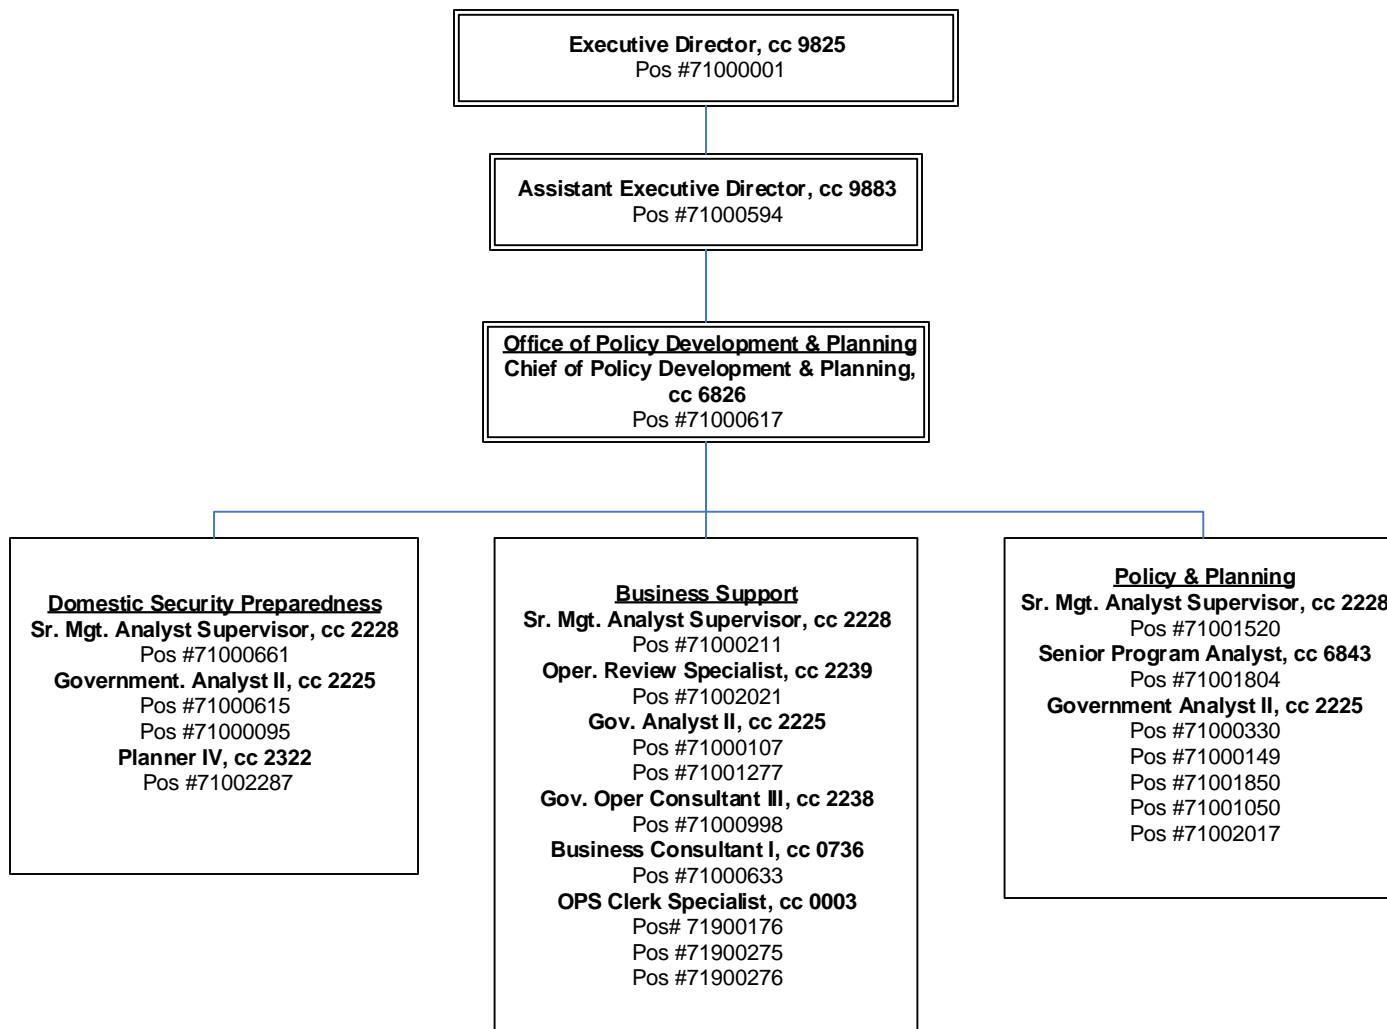 Executive Director, cc 9825
Pos #71000001
Assistant Executive Director, cc 9883
Pos #71000594
Office of Policy Development & Planning
Chief of Policy Development & Planning,
cc 6826
Pos #71000617
Domestic Security Preparedness
Sr. Mgt. Analyst Supervisor, cc 2228
Pos #71000661
Government. Analyst II, cc 2225
Pos #71000615
Pos #71000095
Planner IV, cc 2322
Pos #71002287
Business Support
Sr. Mgt. Analyst Supervisor, cc 2228
Pos #71000211
Oper. Review Specialist, cc 2239
Pos #71002021
Gov. Analyst II, cc 2225
Pos #71000107
Pos #71001277
Gov. Oper Consultant III, cc 2238
Pos #71000998
Business Consultant I, cc 0736
Pos #71000633
OPS Clerk Specialist, cc 0003
Pos# 71900176
Pos #71900275
Pos #71900276
Policy & Planning
Sr. Mgt. Analyst Supervisor, cc 2228
Pos #71001520
Senior Program Analyst, cc 6843
Pos #71001804
Government Analyst II, cc 2225
Pos #71000330
Pos #71000149
Pos #71001850
Pos #71001050
Pos #71002017